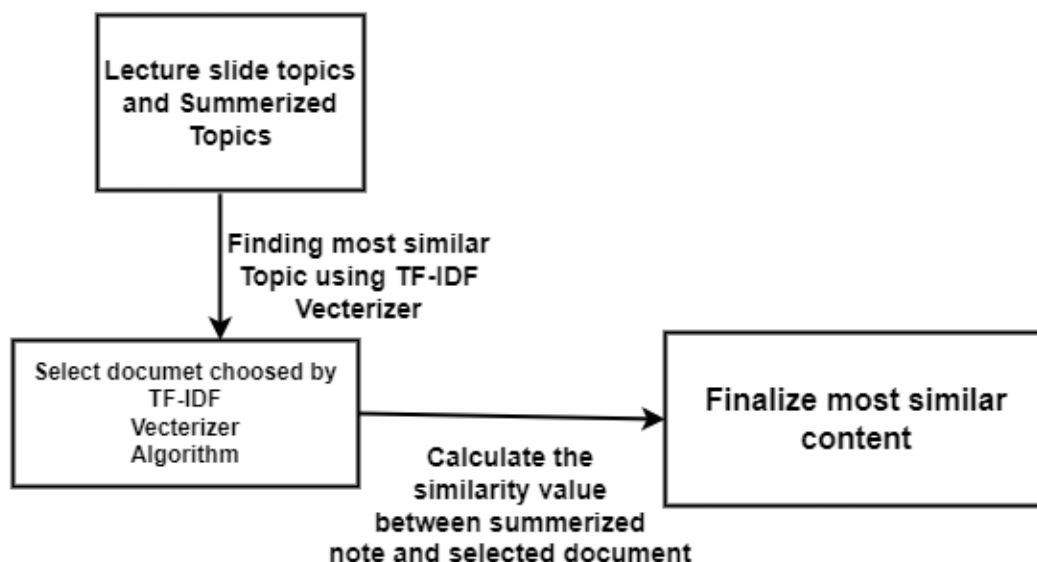 Lecture slide topics
and Summerized
Topics
Finding most similar
Topic using TF-IDF
Vecterizer
Select documet choosed by
TF-IDF
Vecterizer
Algorithm
Calculate the
similarity value
between summerized
note and selected document
Finalize most similar
content